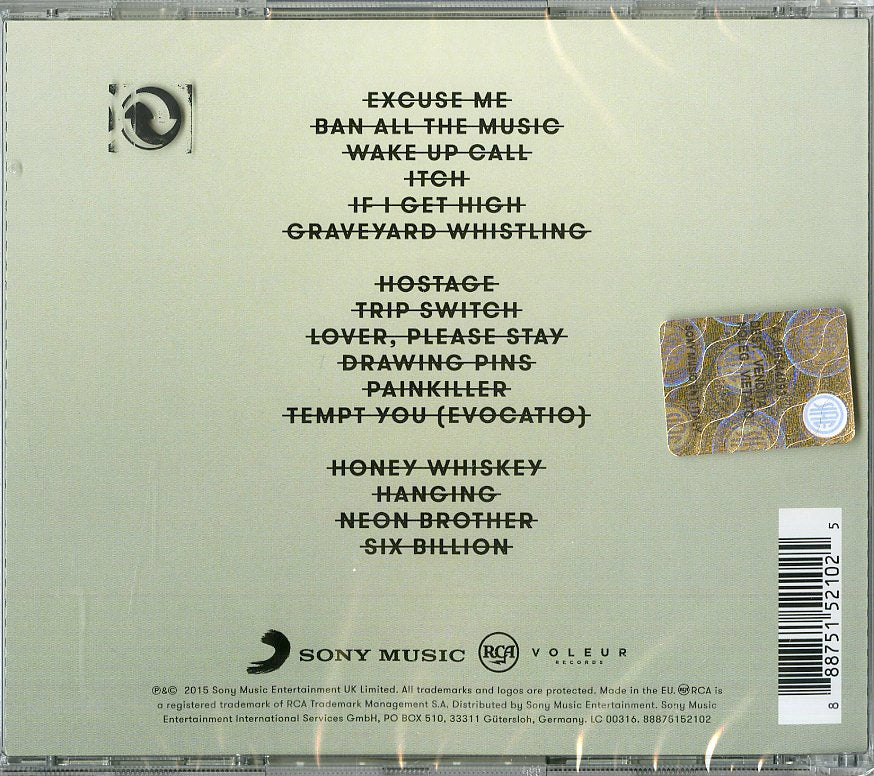 EXCUSE ME
BAN ALL THE MUSIC
WAKE UP CALL
ITCH
IF I GET HIGH
GRAVEYARD WHISTLING
HOSTAGE
TRIP SWITCH
LOVER, PLEASE STAY
DRAWING PINS
PAINKILLER
TEMPT YOU (EVOCATIO)
HONEY WHISKEY
HANGING
NEON BROTHER
SIX BILLION
SONY MUSIC
RCA
VOLEUR
RECORDS
℗&© 2015 Sony Music Entertainment UK Limited. All trademarks and logos are protected. Made in the EU. RCA is
a registered trademark of RCA Trademark Management S.A. Distributed by Sony Music Entertainment. Sony Music
Entertainment International Services GmbH, PO BOX 510, 33311 Gütersloh, Germany. LC 00316. 88875152102
8 88751 52102 5
SONY MUSIC
VENDITA
VIETATO